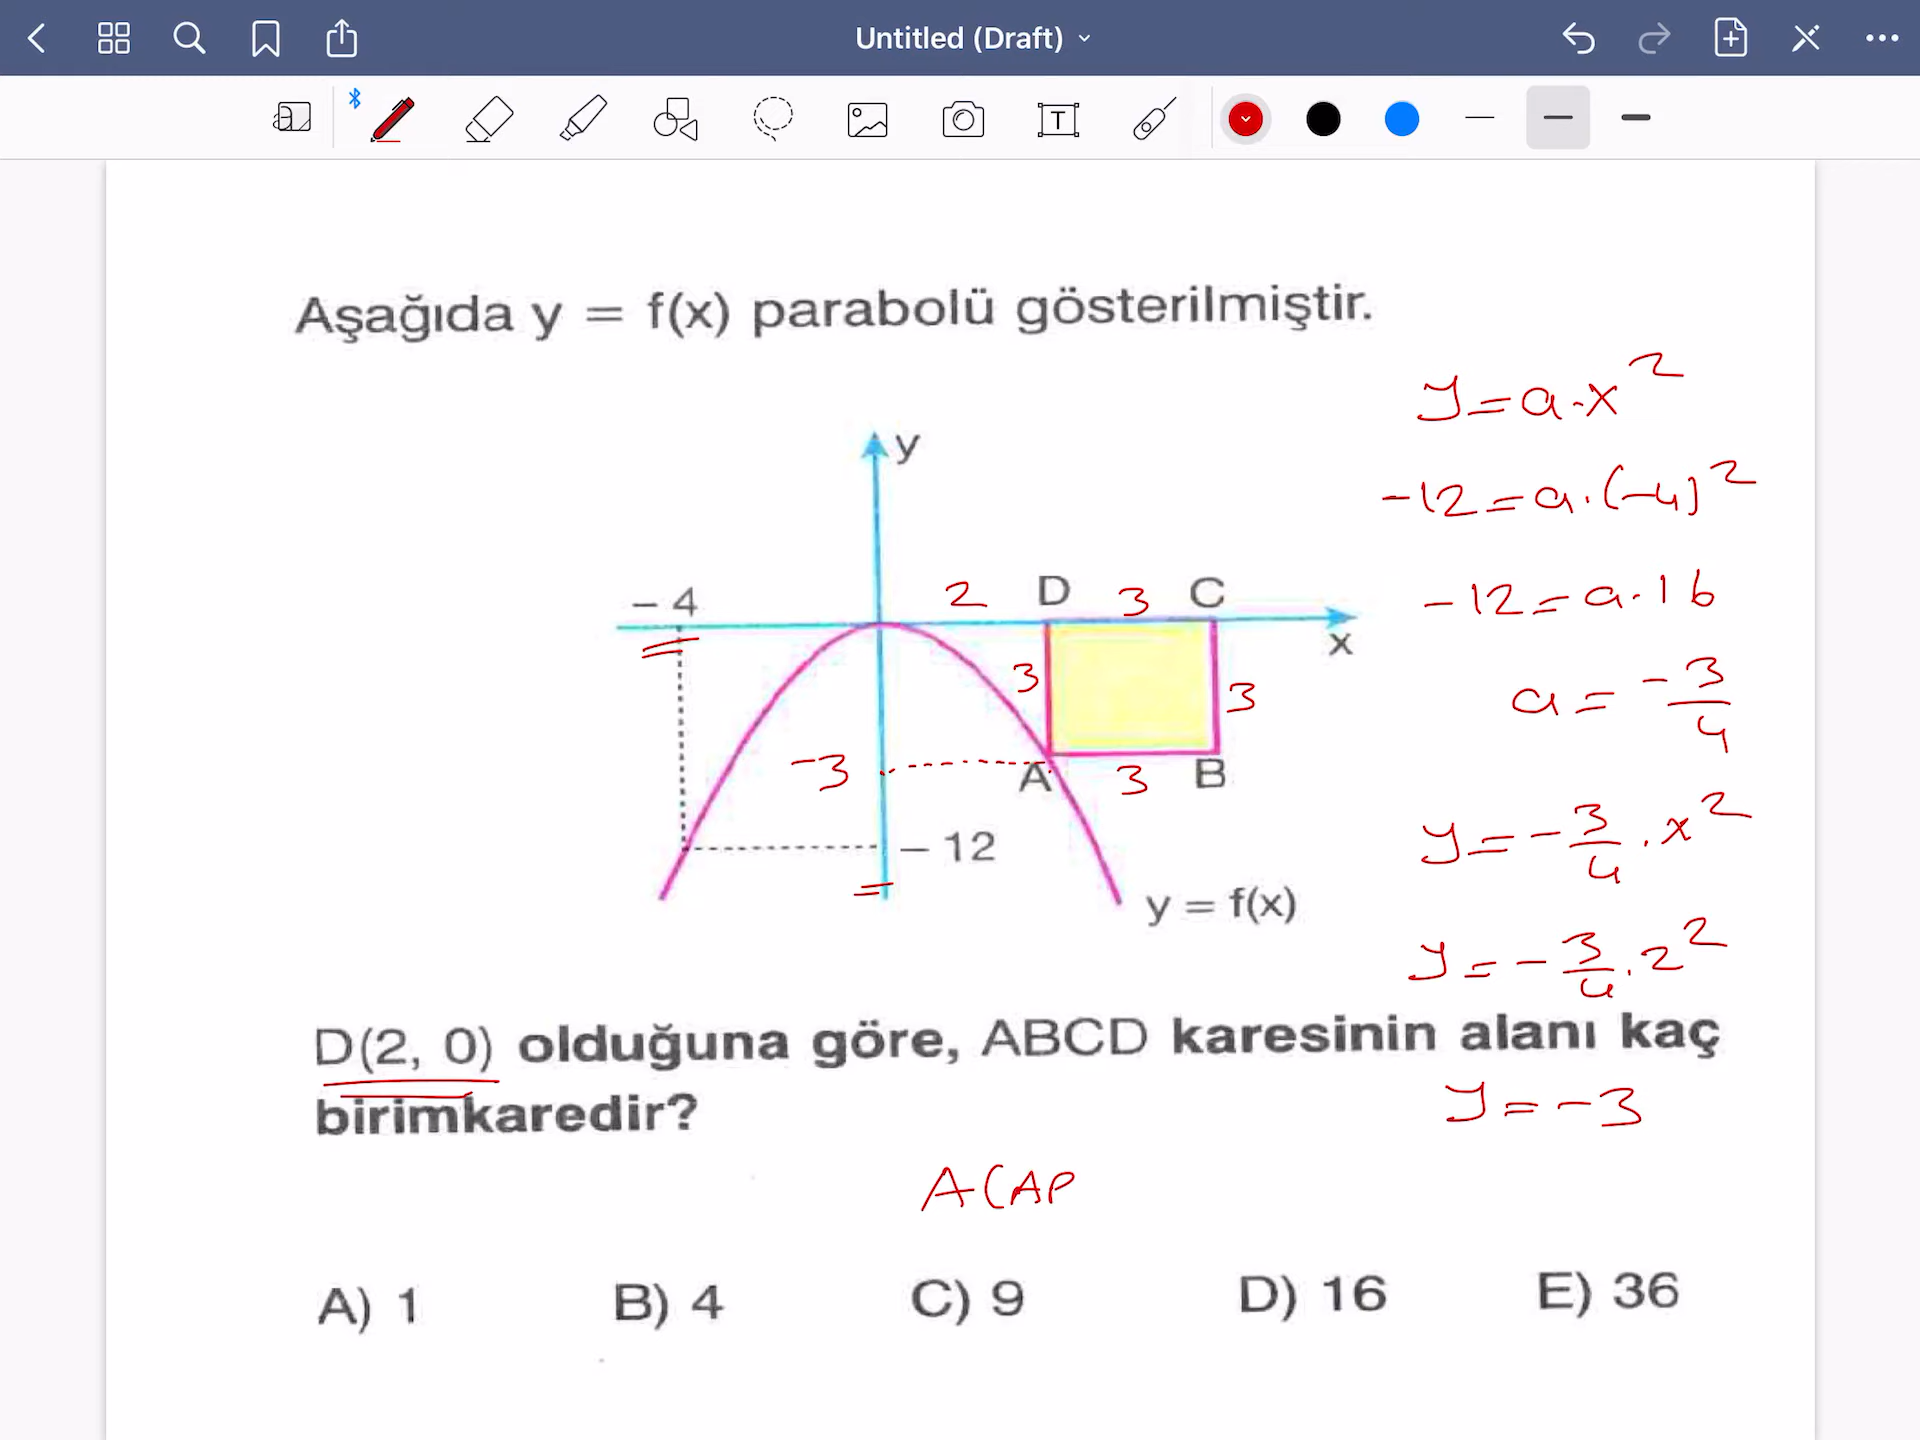 Untitled (Draft)
T
Aşağıda y = f(x) parabolü gösterilmiştir.
y = a·x²
y
-12 = a·(-4)²
- 4
2
D
3
C
-12 = a·16
x
3
3
a = -3/4
-3
A
3
B
- 12
y = -3/4·x²
y = f(x)
y = -3/4·2²
D(2, 0) olduğuna göre, ABCD karesinin alanı kaç
birimkaredir?
y = -3
A(AP
A) 1 B) 4 C) 9 D) 16 E) 36